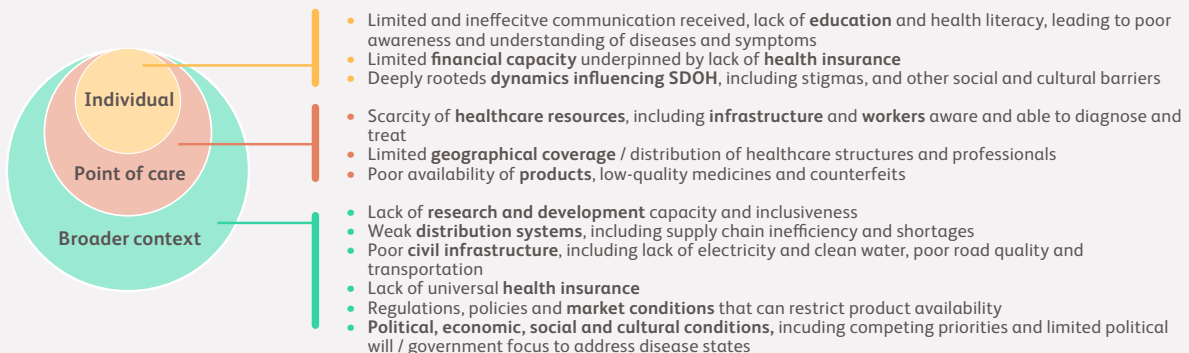 Individual
Point of care
Broader context
• Limited and ineffecitve communication received, lack of education and health literacy, leading to poor
awareness and understanding of diseases and symptoms
• Limited financial capacity underpinned by lack of health insurance
• Deeply rooteds dynamics influencing SDOH, including stigmas, and other social and cultural barriers
• Scarcity of healthcare resources, including infrastructure and workers aware and able to diagnose and
treat
• Limited geographical coverage / distribution of healthcare structures and professionals
• Poor availability of products, low-quality medicines and counterfeits
• Lack of research and development capacity and inclusiveness
• Weak distribution systems, including supply chain inefficiency and shortages
• Poor civil infrastructure, including lack of electricity and clean water, poor road quality and
transportation
• Lack of universal health insurance
• Regulations, policies and market conditions that can restrict product availability
• Political, economic, social and cultural conditions, incuding competing priorities and limited political
will / government focus to address disease states